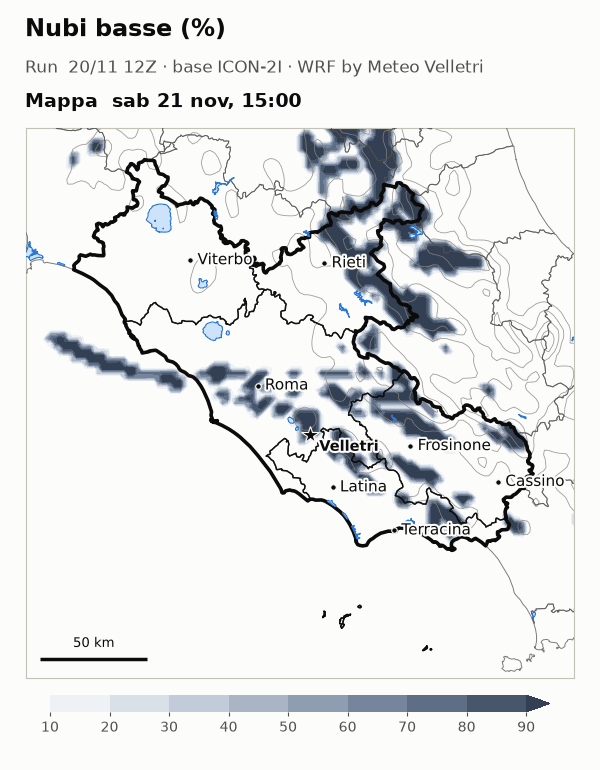 Nubi basse (%)
Run  20/11 12Z · base ICON-2I · WRF by Meteo Velletri
Mappa  sab 21 nov, 15:00
Viterbo
Rieti
Roma
Velletri
Frosinone
Latina
Cassino
Terracina
50 km
10 20 30 40 50 60 70 80 90